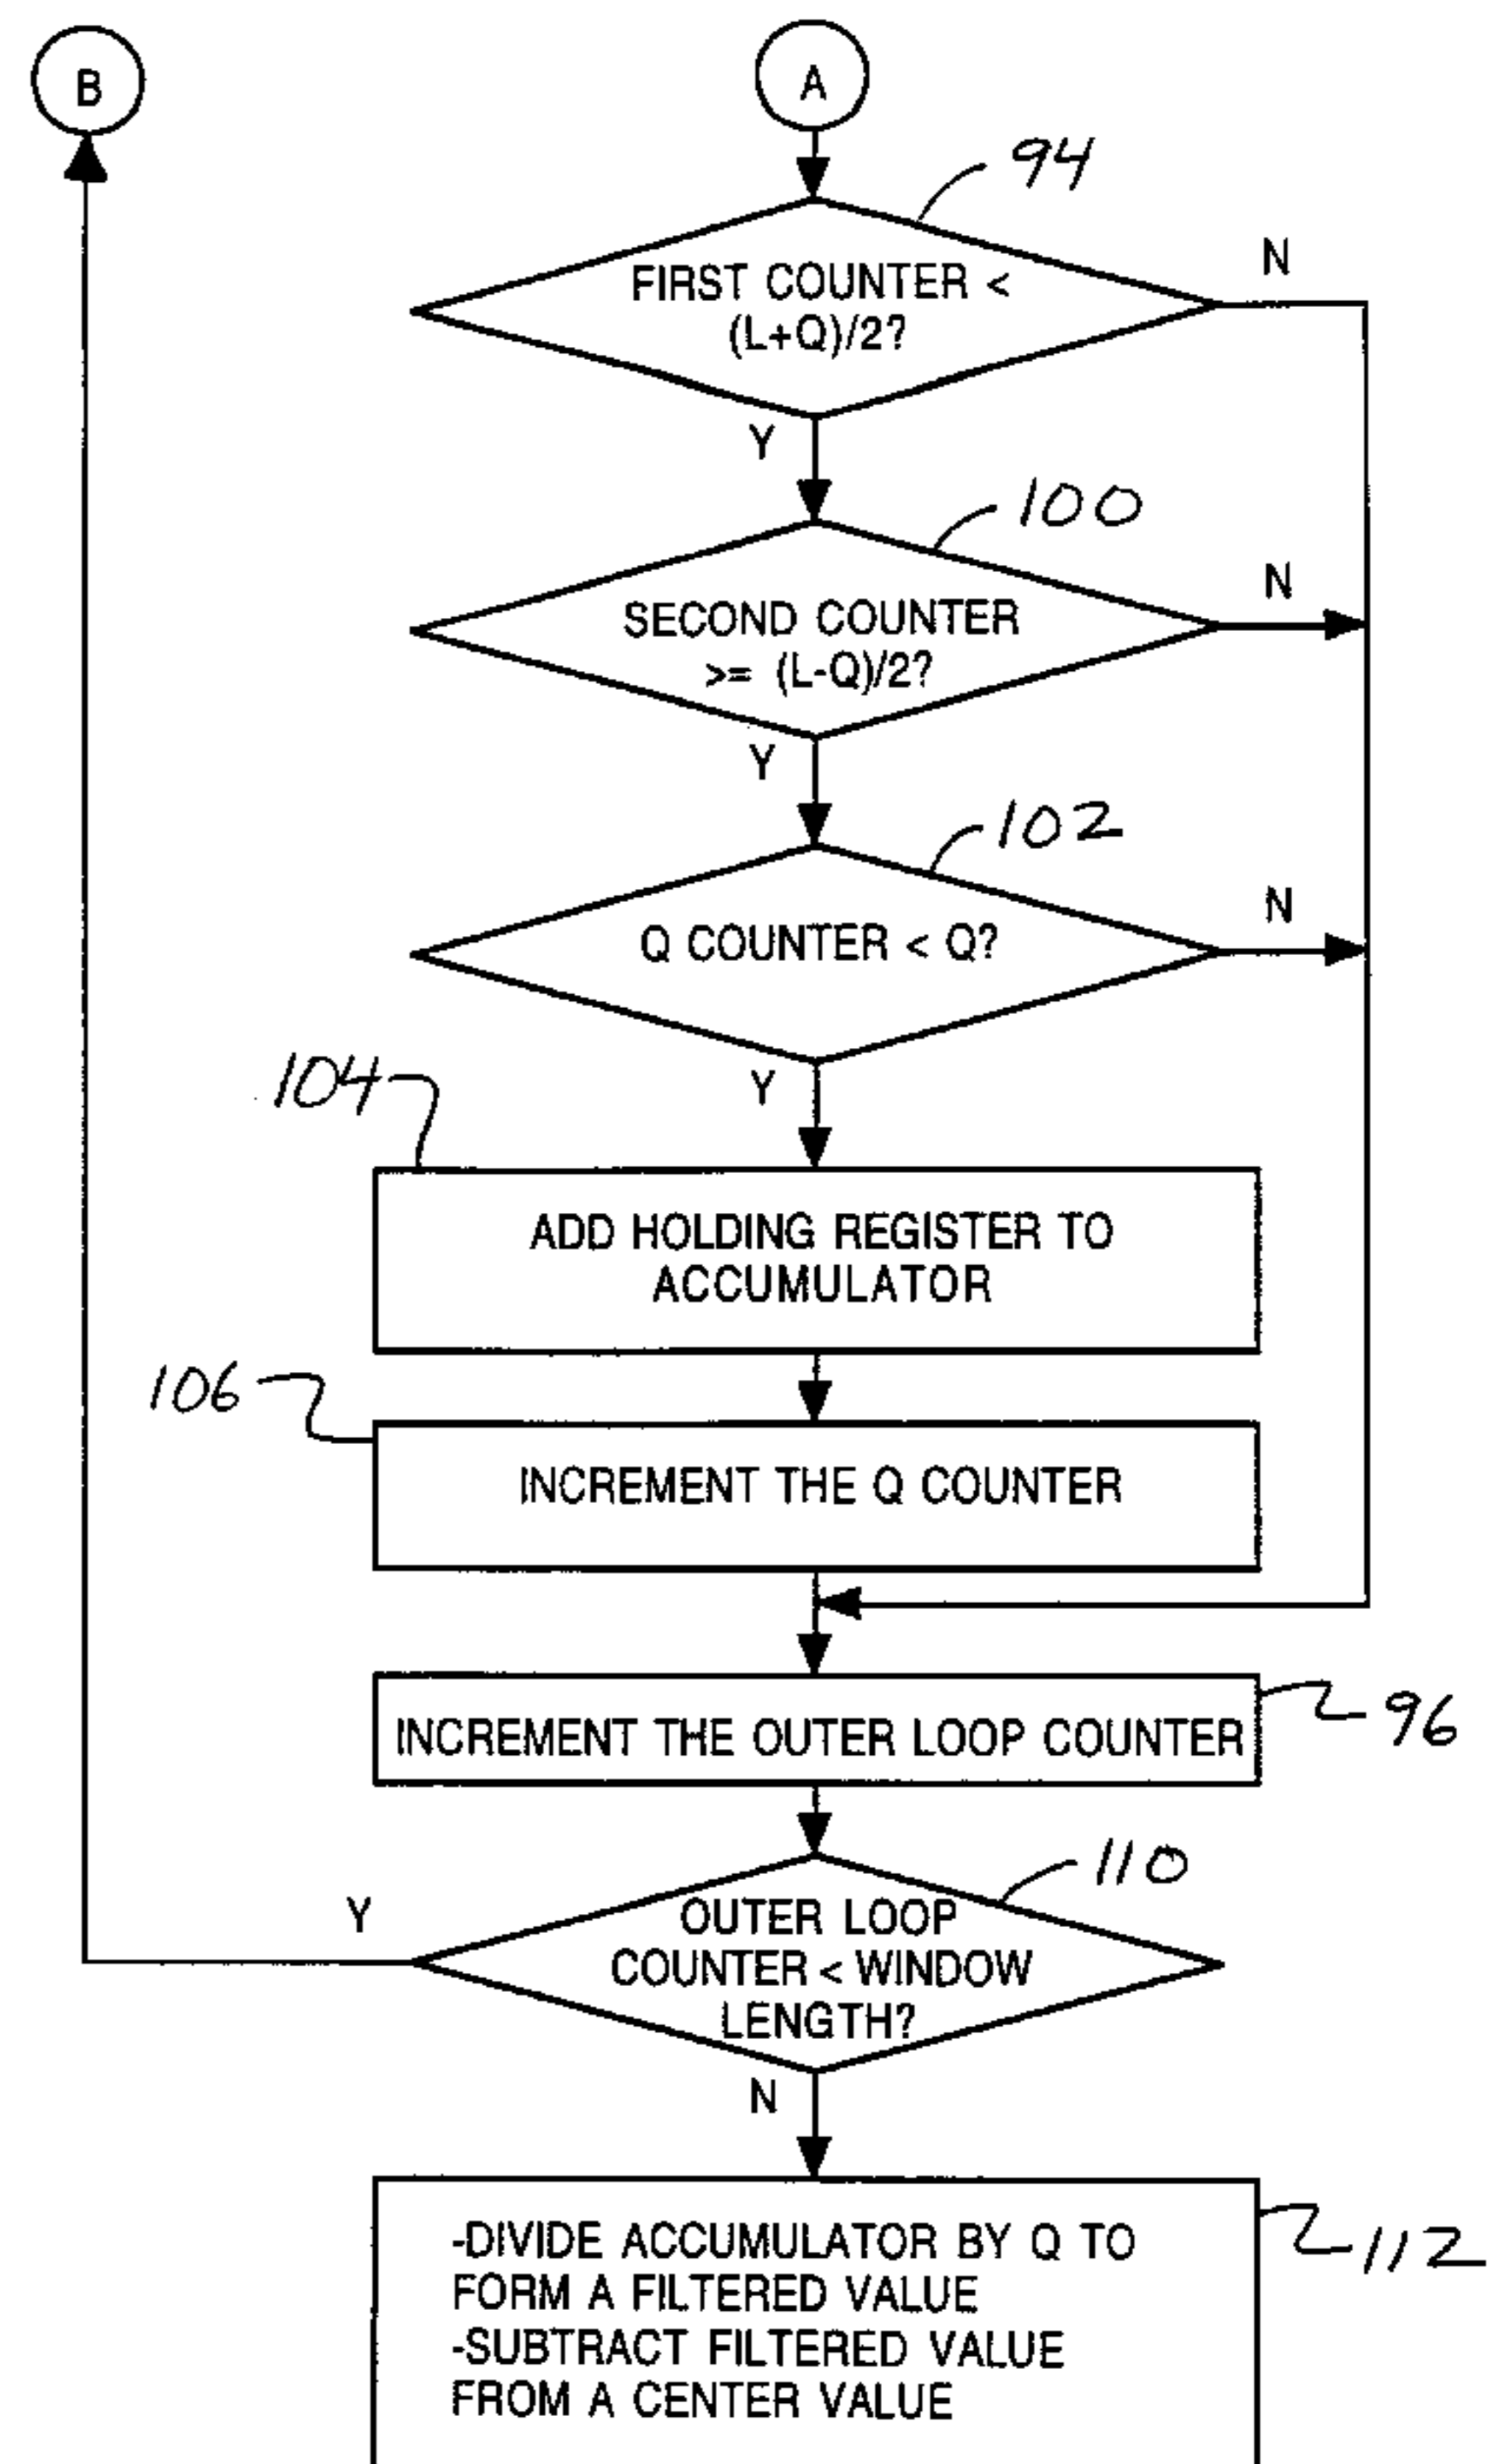 B
A
94
FIRST COUNTER <
(L+Q)/2?
N
Y
100
SECOND COUNTER
>= (L-Q)/2?
N
Y
102
Q COUNTER < Q?
N
Y
104
ADD HOLDING REGISTER TO
ACCUMULATOR
106
INCREMENT THE Q COUNTER
INCREMENT THE OUTER LOOP COUNTER
96
110
OUTER LOOP
COUNTER < WINDOW
LENGTH?
Y
N
-DIVIDE ACCUMULATOR BY Q TO
FORM A FILTERED VALUE
-SUBTRACT FILTERED VALUE
FROM A CENTER VALUE
112